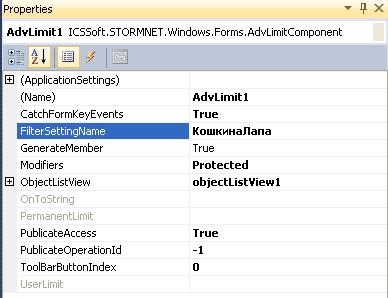 Properties
AdvLimit1 ICSSoft.STORMNET.Windows.Forms.AdvLimitComponent
(ApplicationSettings)
(Name) AdvLimit1
CatchFormKeyEvents True
FilterSettingName КошкинаЛапа
GenerateMember True
Modifiers Protected
ObjectListView objectListView1
OnToString
PermanentLimit
PublicateAccess True
PublicateOperationId -1
ToolBarButtonIndex 0
UserLimit